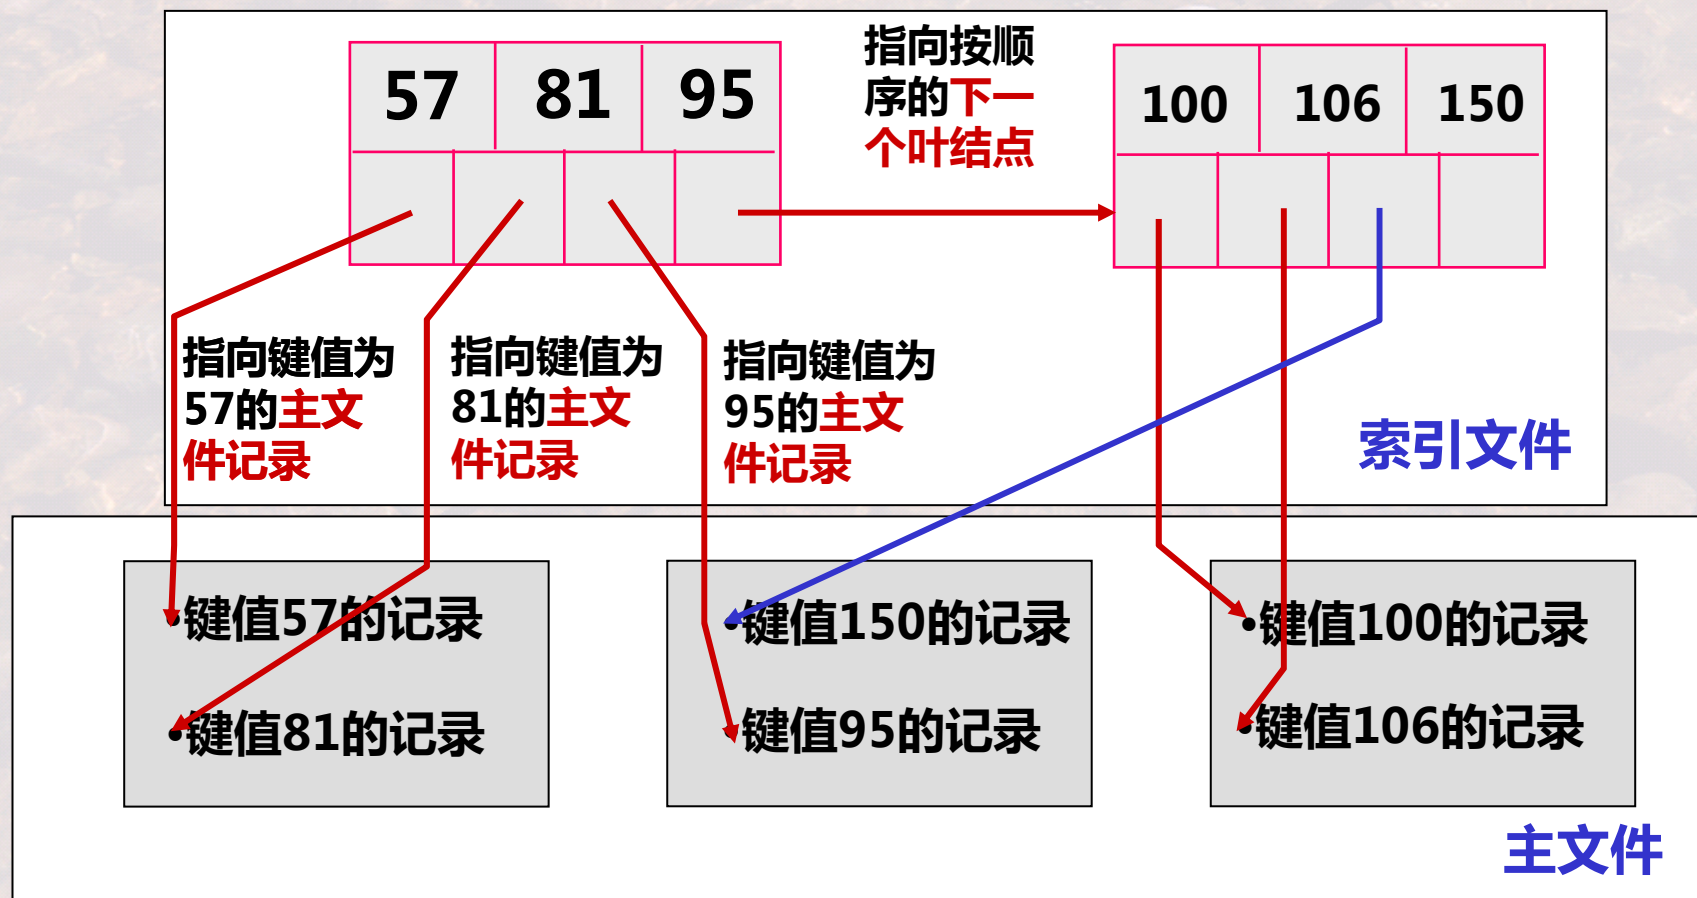 57 81 95
指向按顺
序的下一
个叶结点
100 106 150
指向键值为
57的主文
件记录
指向键值为
81的主文
件记录
指向键值为
95的主文
件记录
索引文件
•键值57的记录
•键值81的记录
•键值150的记录
•键值95的记录
•键值100的记录
•键值106的记录
主文件